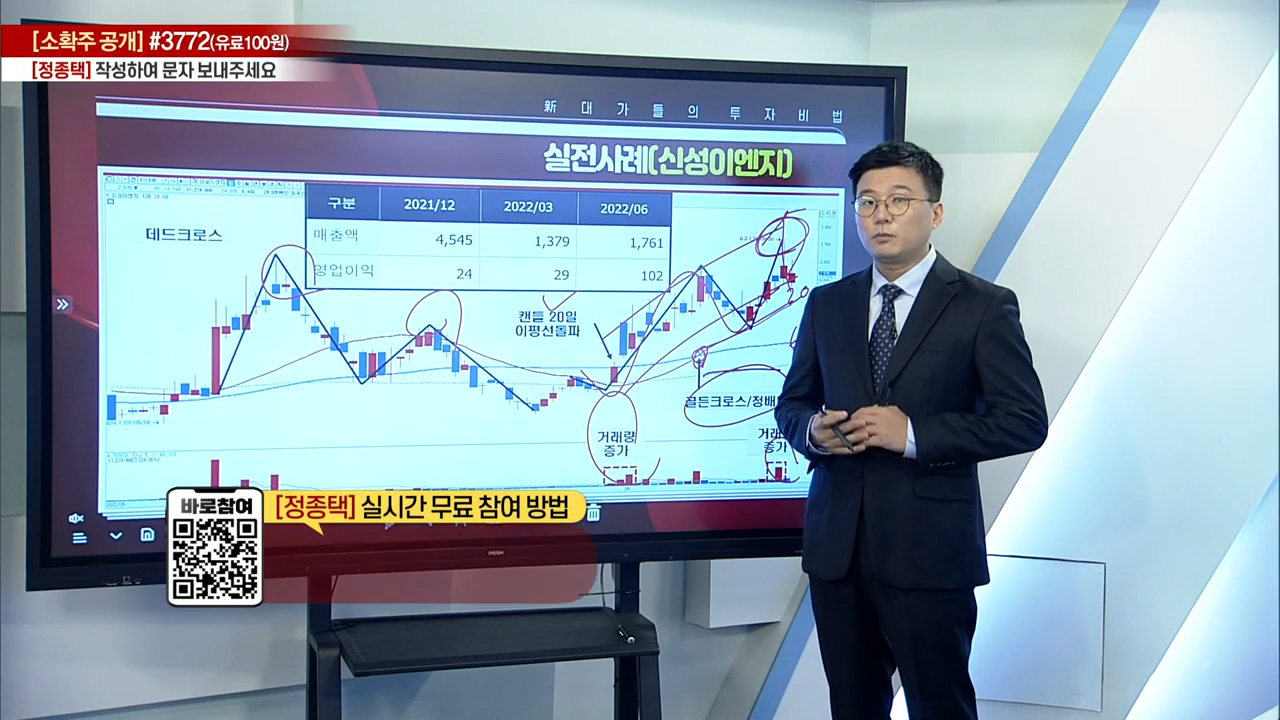 [소확주 공개] #3772(유료100원)
[정종택] 작성하여 문자 보내주세요
新 대 가 들 의 투 자 비 법
실전사례(신성이엔지)
구분 2021/12 2022/03 2022/06
매출액 4,545 1,379 1,761
영업이익 24 29 102
데드크로스
캔들 20일
이평선돌파
20
골든크로스/정배
거래량
증가
거래
증가
바로참여
[정종택] 실시간 무료 참여 방법